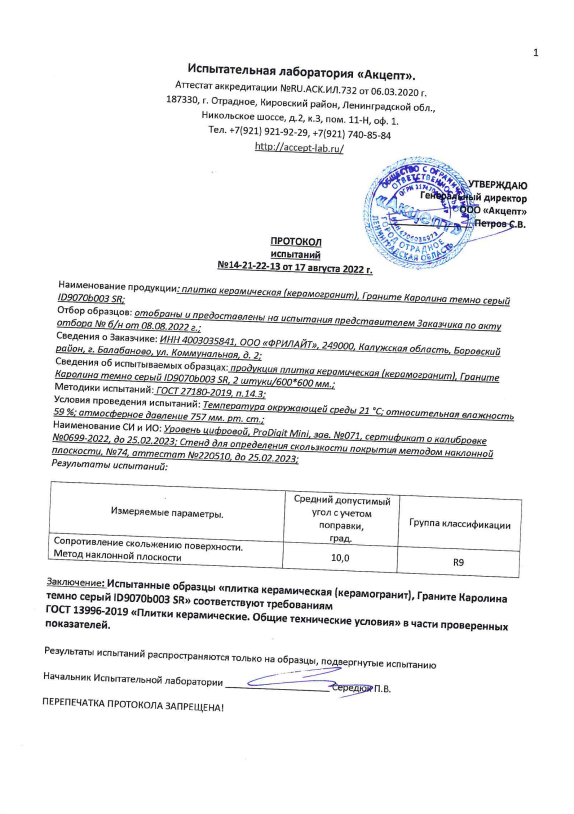 1
Испытательная лаборатория «Акцепт».
Аттестат аккредитации №RU.АСК.ИЛ.732 от 06.03.2020 г.
187330, г. Отрадное, Кировский район, Ленинградской обл.,
Никольское шоссе, д.2, к.3, пом. 11-Н, оф. 1.
Тел. +7(921) 921-92-29, +7(921) 740-85-84
http://accept-lab.ru/
УТВЕРЖДАЮ
Генеральный директор
ООО «Акцепт»
Петров С.В.
ОБЩЕСТВО С ОГРАНИЧЕННОЙ
ОТВЕТСТВЕННОСТЬЮ
«Акцепт»
ГОРОД ОТРАДНОЕ
ЛЕНИНГРАДСКАЯ ОБЛАСТЬ
ПРОТОКОЛ
испытаний
№14-21-22-13 от 17 августа 2022 г.
Наименование продукции: плитка керамическая (керамогранит), Граните Каролина темно серый
ID9070b003 SR;
Отбор образцов: отобраны и предоставлены на испытания представителем Заказчика по акту
отбора № б/н от 08.08.2022 г.;
Сведения о Заказчике: ИНН 4003035841, ООО «ФРИЛАЙТ», 249000, Калужская область, Боровский
район, г. Балабаново, ул. Коммунальная, д. 2;
Сведения об испытываемых образцах: продукция плитка керамическая (керамогранит), Граните
Каролина темно серый ID9070b003 SR, 2 штуки/600*600 мм.;
Методики испытаний: ГОСТ 27180-2019, п.14.3;
Условия проведения испытаний: Температура окружающей среды 21 °С; относительная влажность
59 %; атмосферное давление 757 мм. рт. ст.;
Наименование СИ и ИО: Уровень цифровой, ProDigit Mini, зав. №071, сертификат о калибровке
№0699-2022, до 25.02.2023; Стенд для определения скользкости покрытия методом наклонной
плоскости, №74, аттестат №220510, до 25.02.2023;
Результаты испытаний:
Измеряемые параметры.
Средний допустимый
угол с учетом
поправки,
град.
Группа классификации
Сопротивление скольжению поверхности.
Метод наклонной плоскости
10,0
R9
Заключение: Испытанные образцы «плитка керамическая (керамогранит), Граните Каролина
темно серый ID9070b003 SR» соответствуют требованиям
ГОСТ 13996-2019 «Плитки керамические. Общие технические условия» в части проверенных
показателей.
Результаты испытаний распространяются только на образцы, подвергнутые испытанию
Начальник Испытательной лаборатории Середюк П.В.
ПЕРЕПЕЧАТКА ПРОТОКОЛА ЗАПРЕЩЕНА!